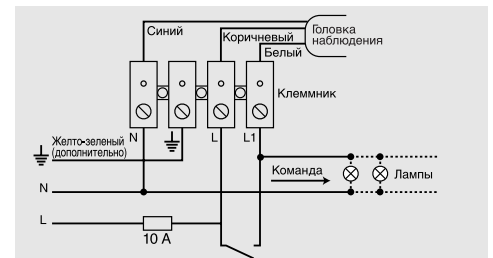 Синий
Коричневый
Белый
Головка
наблюдения
Клеммник
N
L
L1
Желто-зеленый
(дополнительно)
Команда
Лампы
N
L
10 А